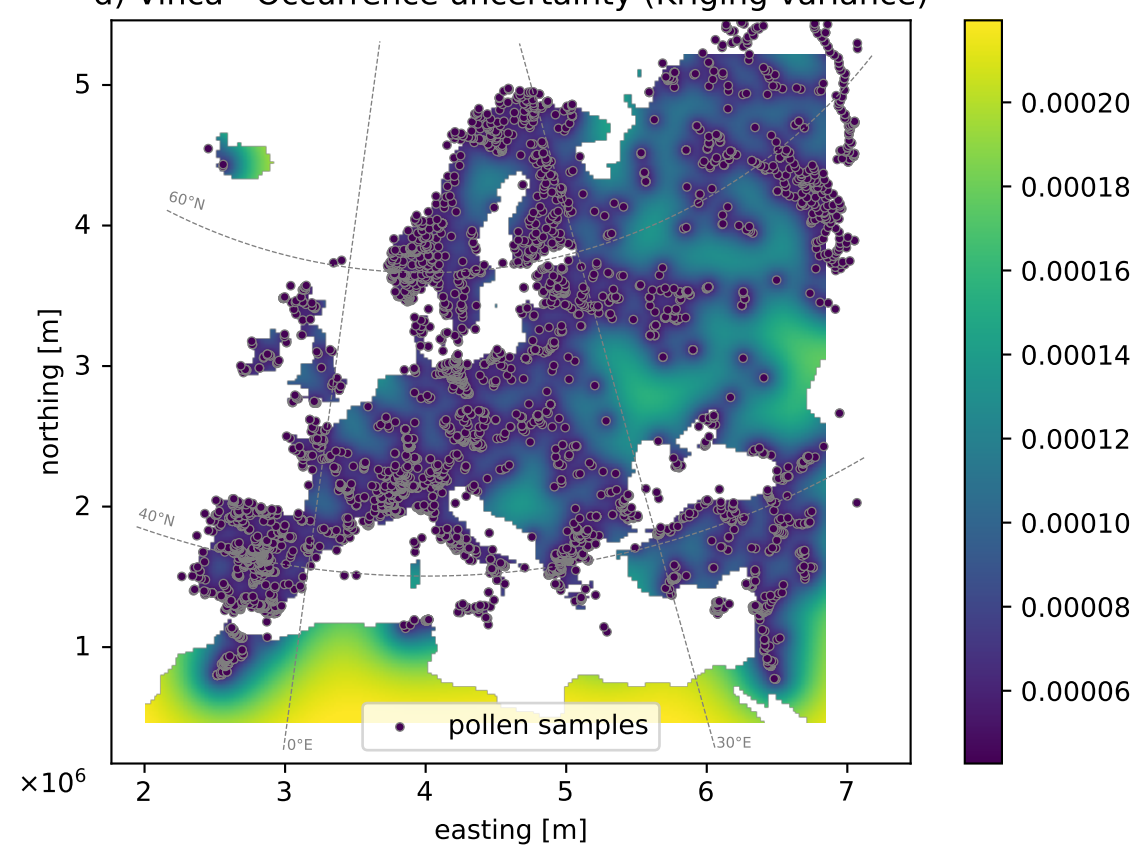 d) Vinca - Occurrence uncertainty (Kriging variance)
5
4
3
2
1
northing [m]
60°N
40°N
0°E
30°E
pollen samples
×10⁶
2 3 4 5 6 7
easting [m]
0.00020
0.00018
0.00016
0.00014
0.00012
0.00010
0.00008
0.00006